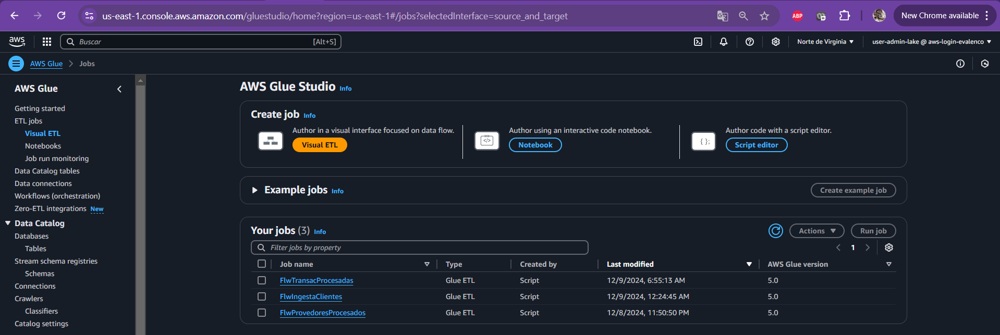 us-east-1.console.aws.amazon.com/gluestudio/home?region=us-east-1#/jobs?selectedInterface=source_and_target
ABP
New Chrome available
aws
Buscar
[Alt+S]
Norte de Virginia
user-admin-lake @ aws-login-evalenco
AWS Glue
Jobs
AWS Glue
Getting started
ETL jobs
Visual ETL
Notebooks
Job run monitoring
Data Catalog tables
Data connections
Workflows (orchestration)
Zero-ETL integrations New
Data Catalog
Databases
Tables
Stream schema registries
Schemas
Connections
Crawlers
Classifiers
Catalog settings
AWS Glue Studio Info
Create job Info
Author in a visual interface focused on data flow.
Visual ETL
Author using an interactive code notebook.
</>
Notebook
Author code with a script editor.
{ };
Script editor
Example jobs Info
Create example job
Your jobs (3) Info
Actions
Run job
Filter jobs by property
1
Job name Type Created by Last modified AWS Glue version
FlwTransacProcesadas Glue ETL Script 12/9/2024, 6:55:13 AM 5.0
FlwIngestaClientes Glue ETL Script 12/9/2024, 12:24:45 AM 5.0
FlwProvedoresProcesados Glue ETL Script 12/8/2024, 11:50:50 PM 5.0